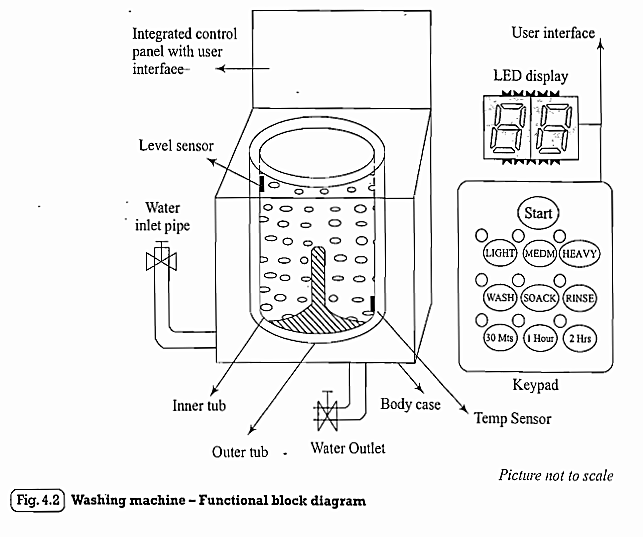 Integrated control
panel with user
interface
User interface
LED display
88
Level sensor
Water
inlet pipe
Start
LIGHT
MEDM
HEAVY
WASH
SOACK
RINSE
30 Mts
1 Hour
2 Hrs
Keypad
Inner tub
Body case
Temp Sensor
Outer tub
Water Outlet
Picture not to scale
Fig. 4.2 Washing machine – Functional block diagram